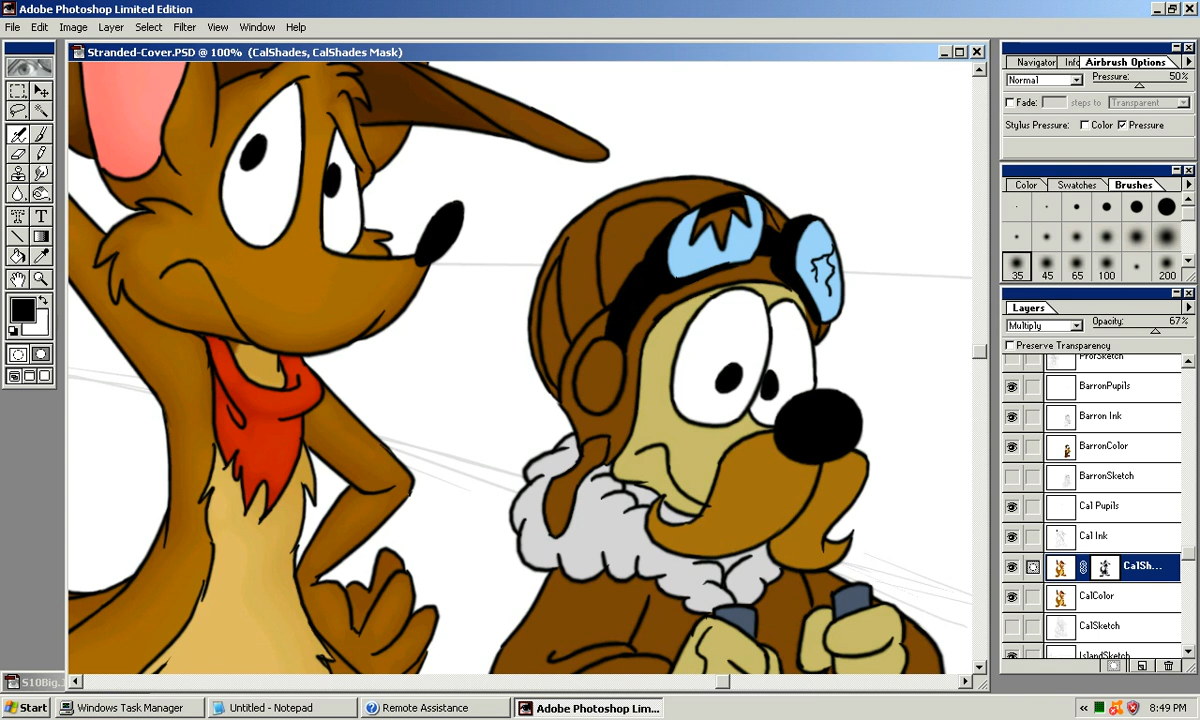 Adobe Photoshop Limited Edition
File Edit Image Layer Select Filter View Window Help
Stranded-Cover.PSD @ 100% (CalShades, CalShades Mask)
Navigator Info Airbrush Options
Normal Pressure: 50%
Fade: steps to Transparent
Stylus Pressure: Color Pressure
Color Swatches Brushes
35 45 65 100 200
Layers
Multiply Opacity: 67%
Preserve Transparency
ProfSketch
BarronPupils
Barron Ink
BarronColor
BarronSketch
Cal Pupils
Cal Ink
CalSh...
CalColor
CalSketch
IslandSketch
S10Big.
Start Windows Task Manager Untitled - Notepad Remote Assistance Adobe Photoshop Lim... 8:49 PM